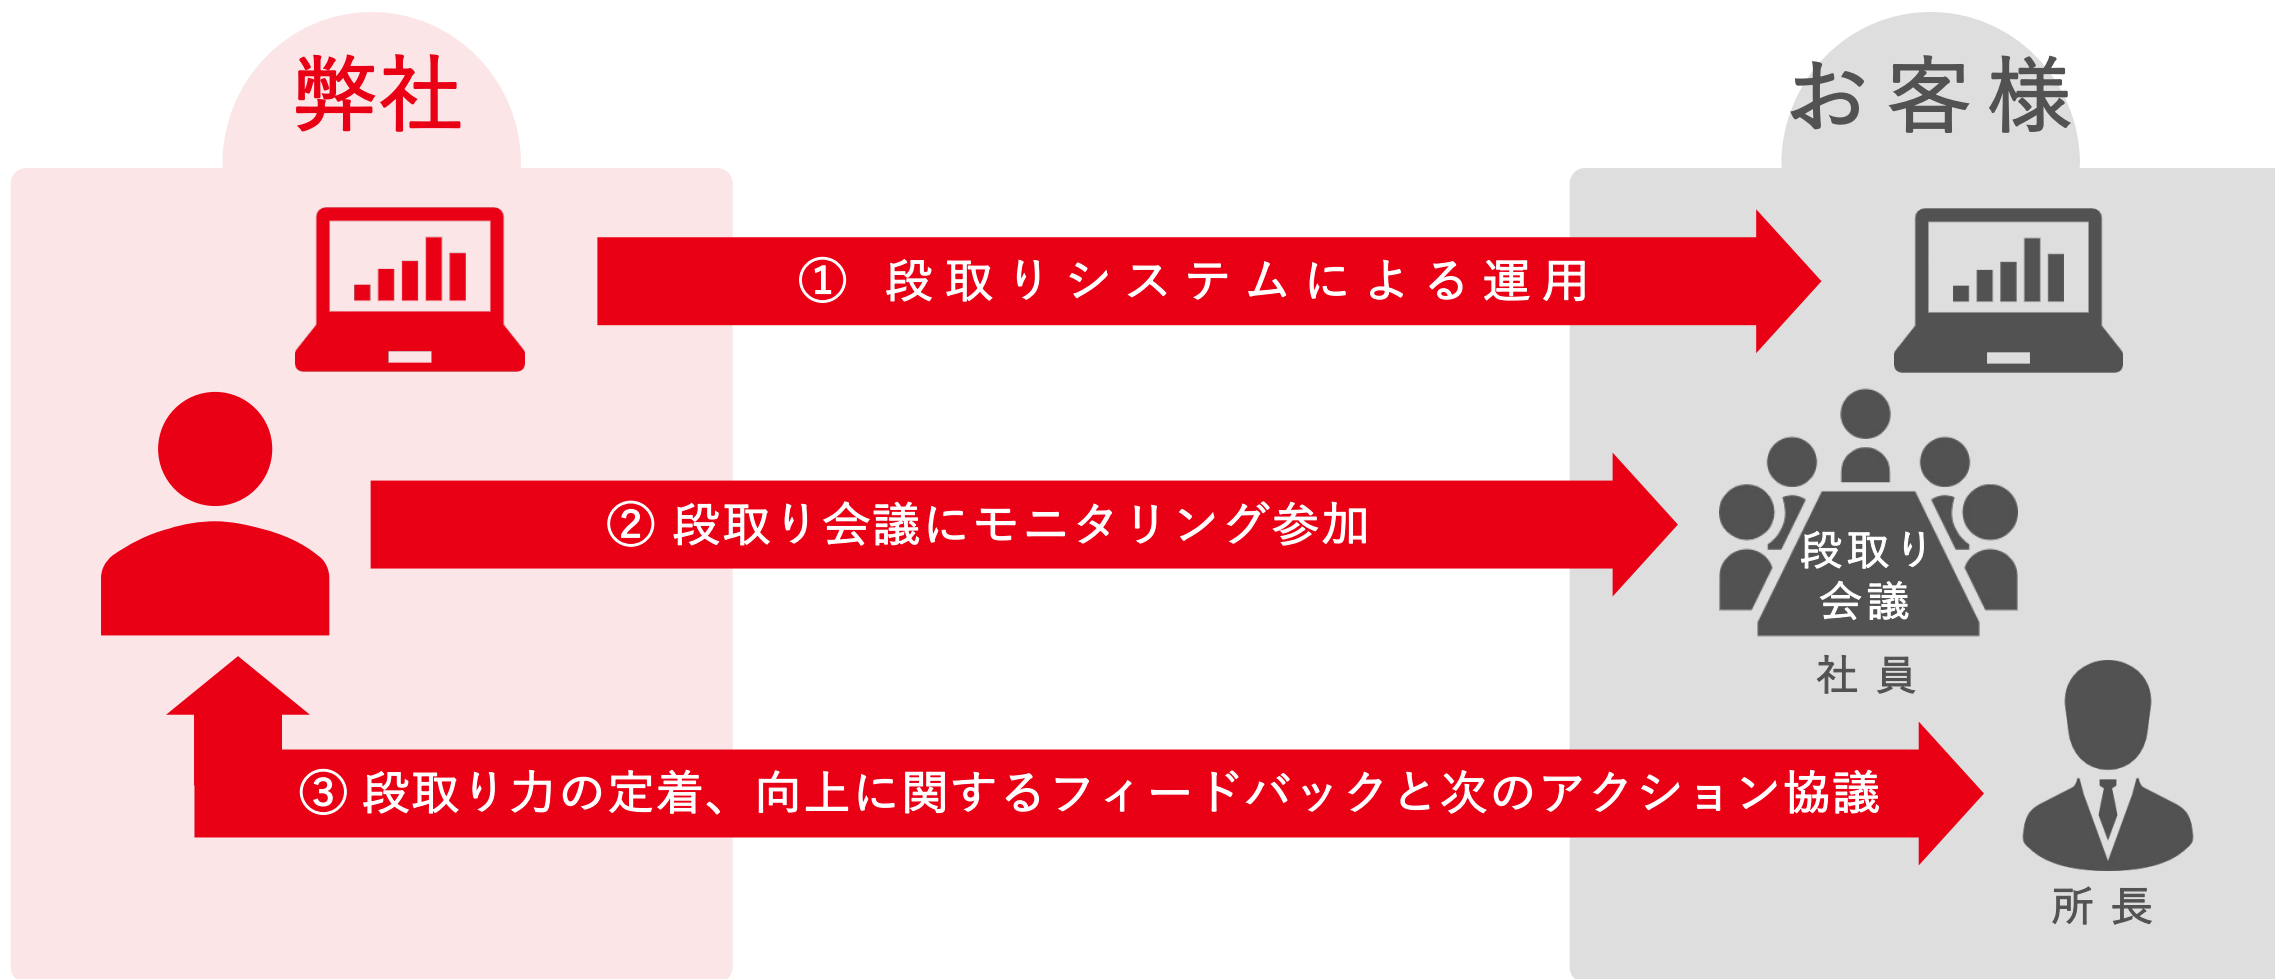 弊社
お客様
① 段取りシステムによる運用
② 段取り会議にモニタリング参加
段取り
会議
社員
③ 段取り力の定着、向上に関するフィードバックと次のアクション協議
所長